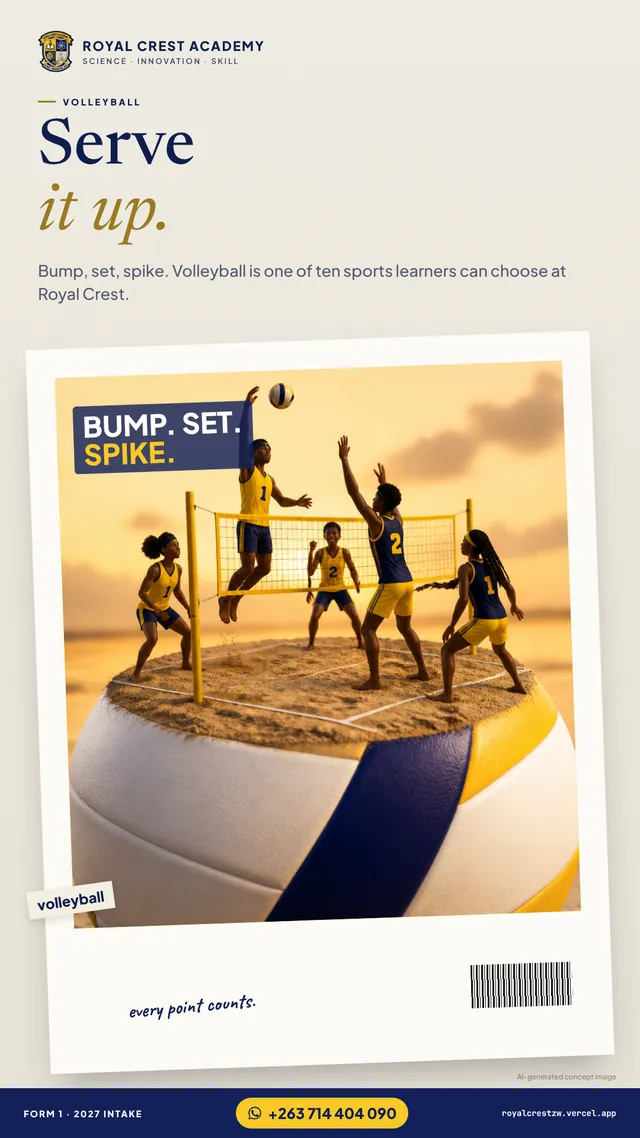 ROYAL CREST ACADEMY
SCIENCE · INNOVATION · SKILL
VOLLEYBALL
Serve
it up.
Bump, set, spike. Volleyball is one of ten sports learners can choose at
Royal Crest.
BUMP. SET.
SPIKE.
1
2
2
1
1
volleyball
every point counts.
AI-generated concept image
FORM 1 · 2027 INTAKE
+263 714 404 090
royalcrestzw.vercel.app